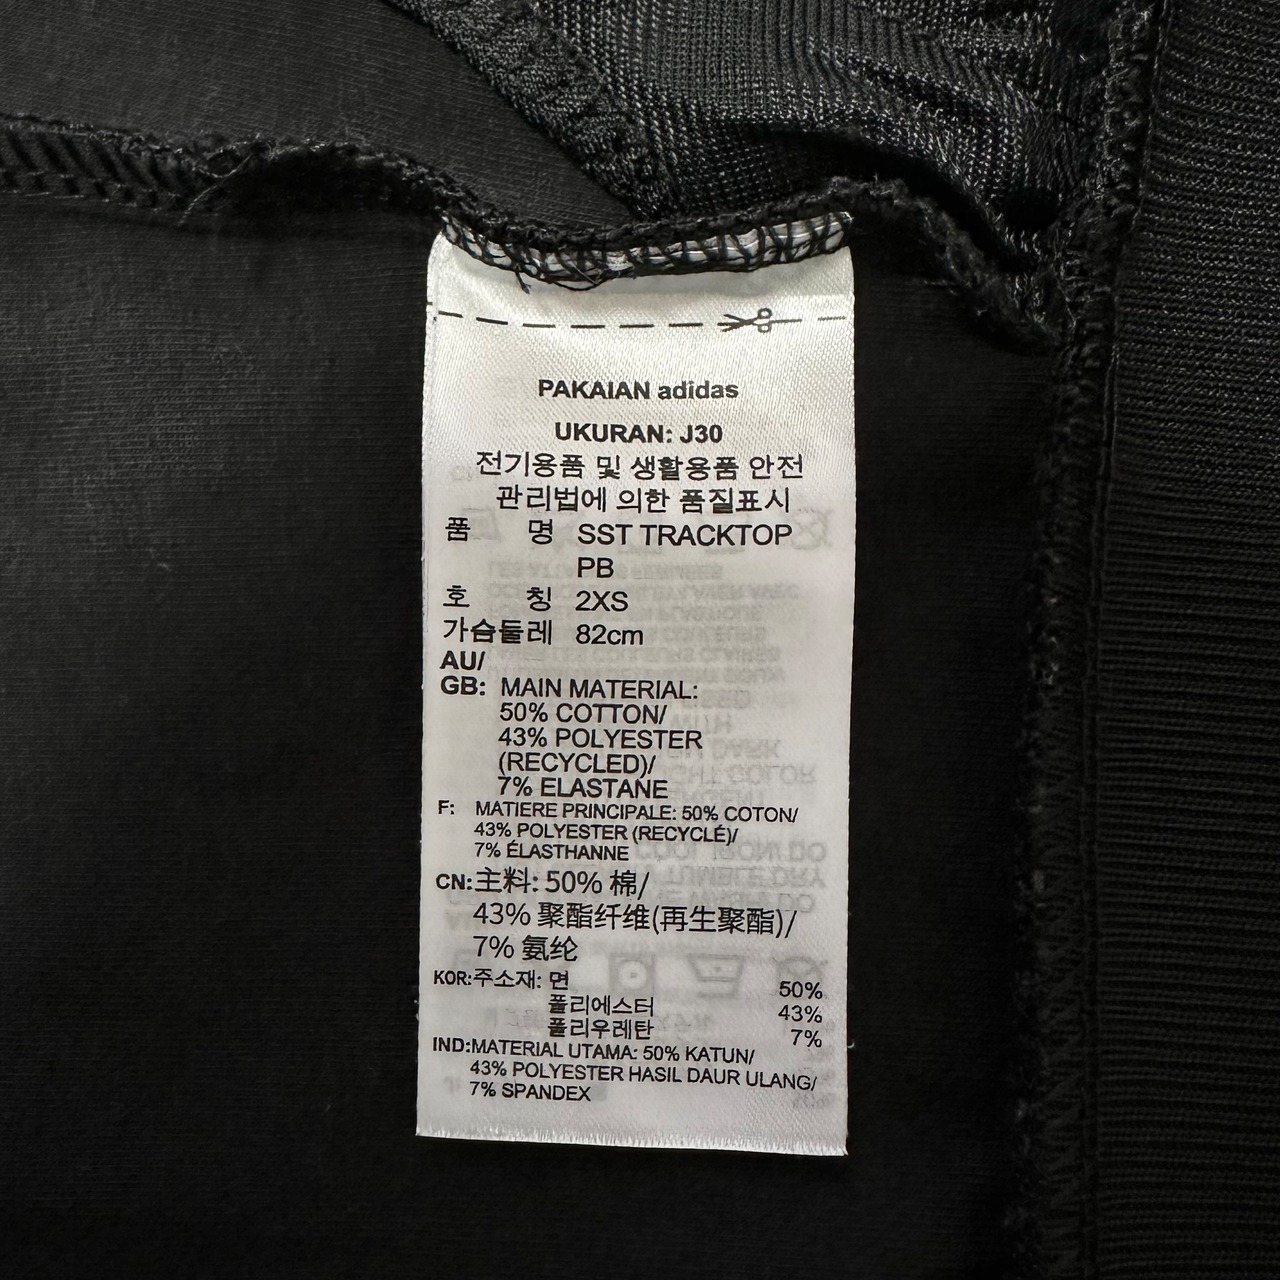 PAKAIAN adidas
UKURAN: J30
전기용품 및 생활용품 안전
관리법에 의한 품질표시
품 명 SST TRACKTOP
PB
호 칭 2XS
가슴둘레 82cm
AU/
GB: MAIN MATERIAL:
50% COTTON/
43% POLYESTER
(RECYCLED)/
7% ELASTANE
F: MATIERE PRINCIPALE: 50% COTON/
43% POLYESTER (RECYCLÉ)/
7% ÉLASTHANNE
CN:主料: 50% 棉/
43% 聚酯纤维(再生聚酯)/
7% 氨纶
KOR:주소재: 면 50%
폴리에스터 43%
폴리우레탄 7%
IND:MATERIAL UTAMA: 50% KATUN/
43% POLYESTER HASIL DAUR ULANG/
7% SPANDEX